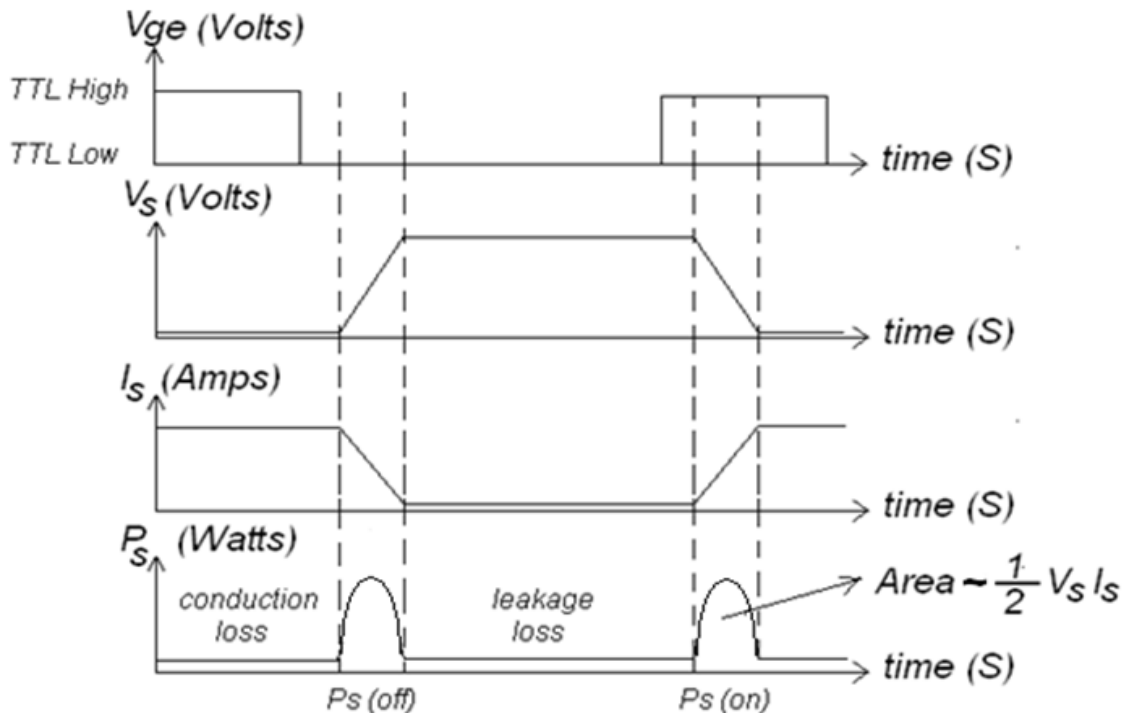 Vge (Volts)
TTL High
TTL Low
time (S)
Vs (Volts)
time (S)
Is (Amps)
time (S)
Ps (Watts)
conduction
loss
leakage
loss
Area ~ 1/2 Vs Is
time (S)
Ps (off)
Ps (on)